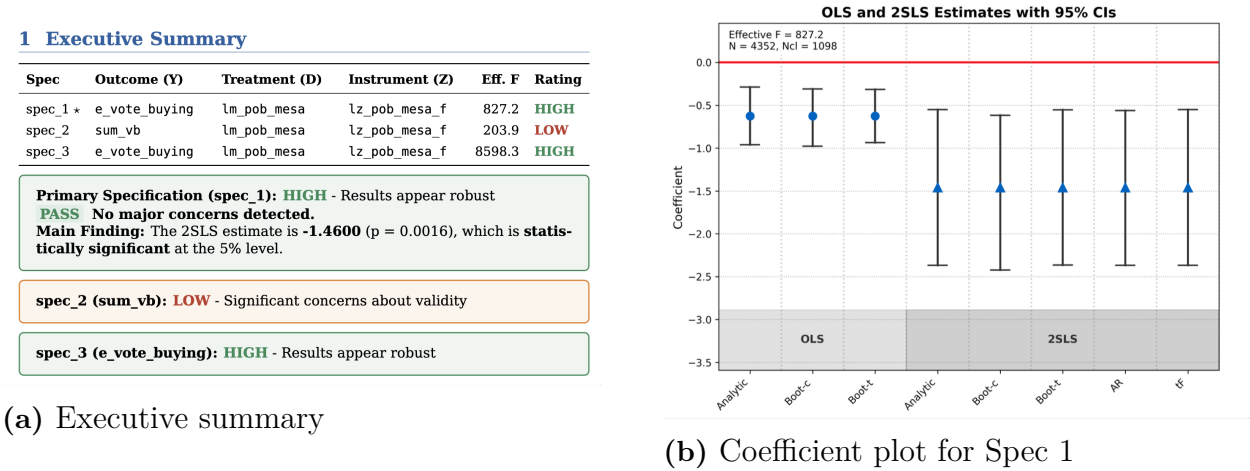 1 Executive Summary
Spec Outcome (Y) Treatment (D) Instrument (Z) Eff. F Rating
spec_1 ⋆ e_vote_buying lm_pob_mesa lz_pob_mesa_f 827.2 HIGH
spec_2 sum_vb lm_pob_mesa lz_pob_mesa_f 203.9 LOW
spec_3 e_vote_buying lm_pob_mesa lz_pob_mesa_f 8598.3 HIGH
Primary Specification (spec_1): HIGH - Results appear robust
PASS No major concerns detected.
Main Finding: The 2SLS estimate is -1.4600 (p = 0.0016), which is statis-
tically significant at the 5% level.
spec_2 (sum_vb): LOW - Significant concerns about validity
spec_3 (e_vote_buying): HIGH - Results appear robust
(a) Executive summary
OLS and 2SLS Estimates with 95% CIs
Effective F = 827.2
N = 4352, Ncl = 1098
Coefficient
0.0
−0.5
−1.0
−1.5
−2.0
−2.5
−3.0
−3.5
OLS 2SLS
Analytic Boot-c Boot-t Analytic Boot-c Boot-t AR tF
(b) Coefficient plot for Spec 1